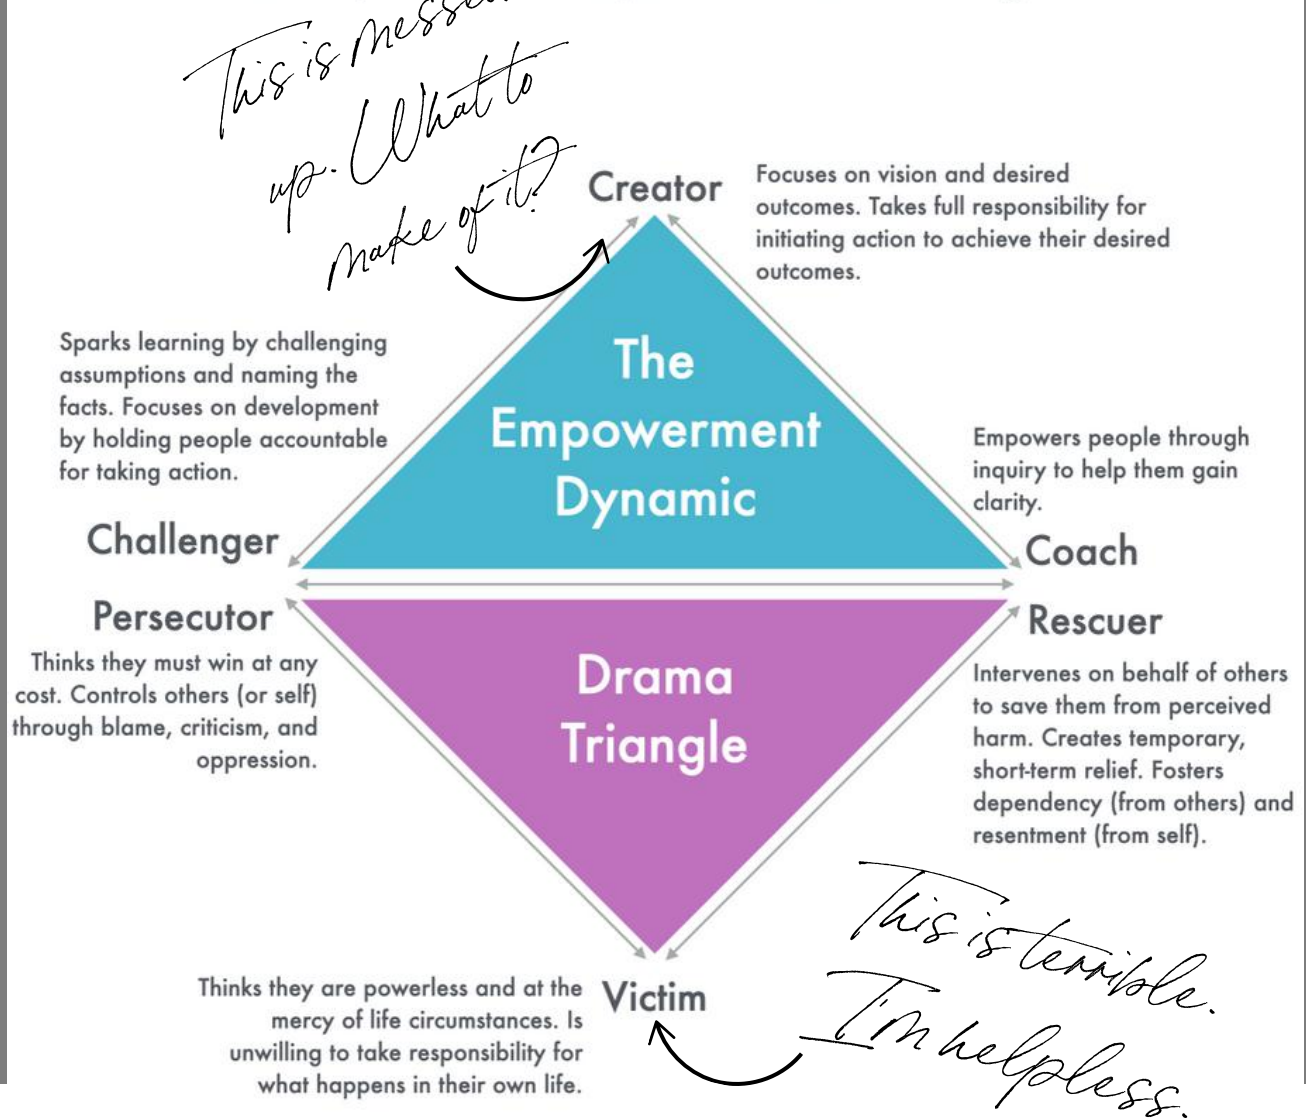 This is messed
up. What to
make of it?
Creator
Focuses on vision and desired
outcomes. Takes full responsibility for
initiating action to achieve their desired
outcomes.
Sparks learning by challenging
assumptions and naming the
facts. Focuses on development
by holding people accountable
for taking action.
The
Empowerment
Dynamic
Empowers people through
inquiry to help them gain
clarity.
Challenger
Coach
Persecutor
Thinks they must win at any
cost. Controls others (or self)
through blame, criticism, and
oppression.
Rescuer
Intervenes on behalf of others
to save them from perceived
harm. Creates temporary,
short-term relief. Fosters
dependency (from others) and
resentment (from self).
Drama
Triangle
Victim
Thinks they are powerless and at the
mercy of life circumstances. Is
unwilling to take responsibility for
what happens in their own life.
This is terrible.
I'm helpless.